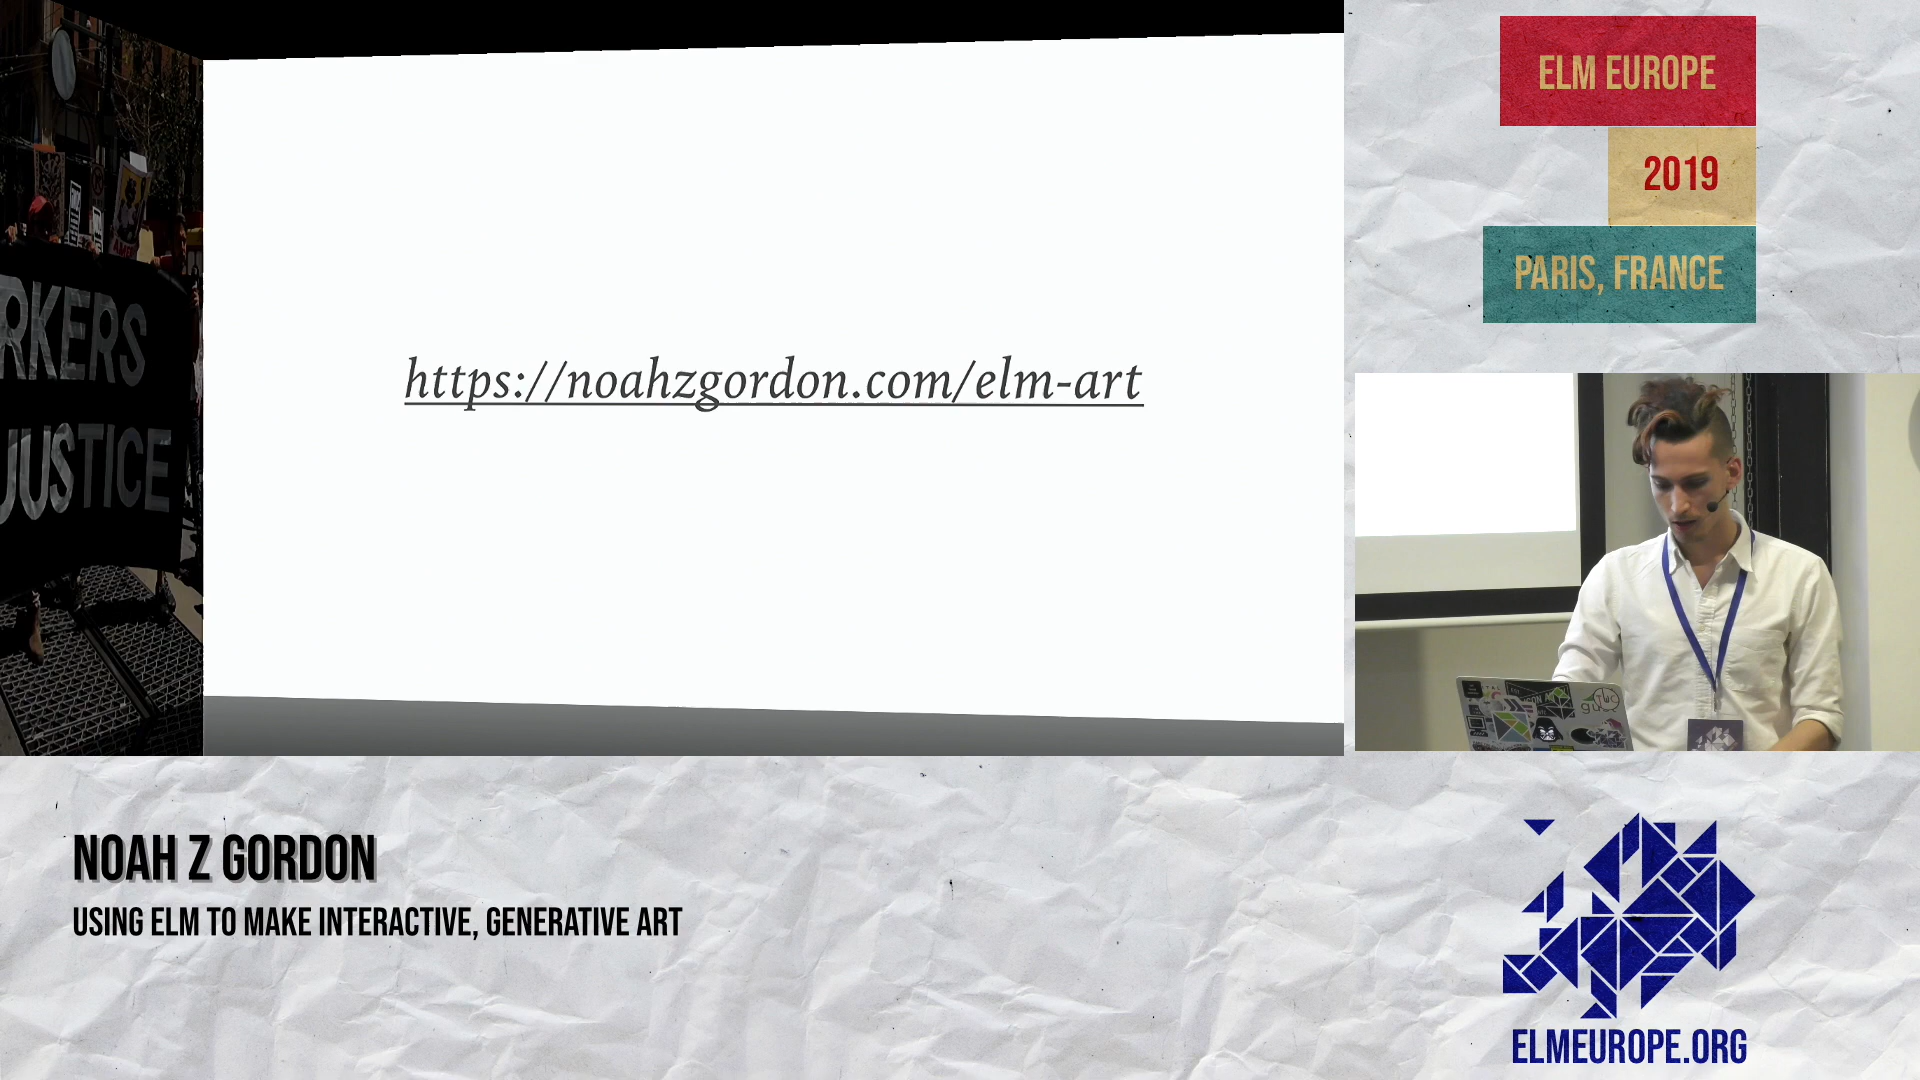 RKERS
JUSTICE
https://noahzgordon.com/elm-art
ELM EUROPE
2019
PARIS, FRANCE
NOAH Z GORDON
USING ELM TO MAKE INTERACTIVE, GENERATIVE ART
ELMEUROPE.ORG